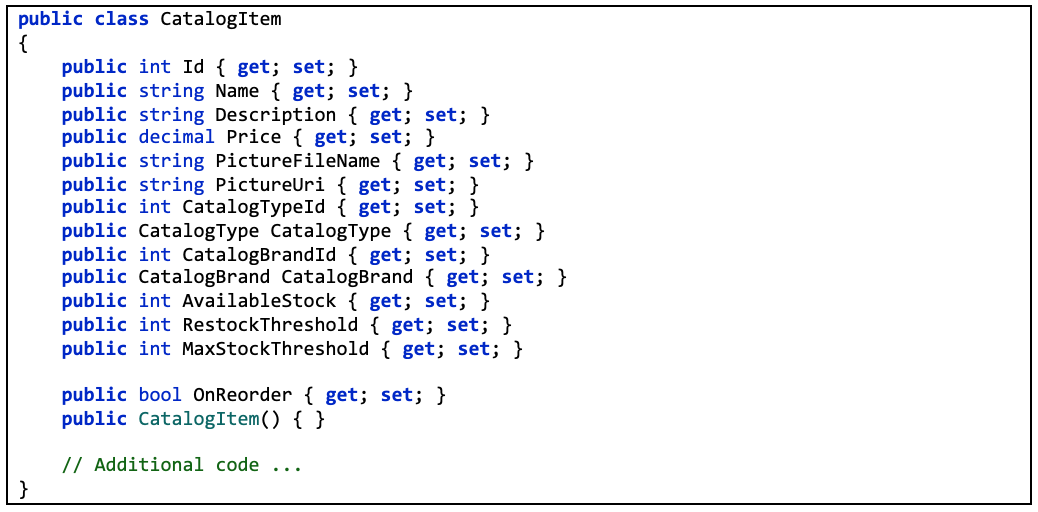 public class CatalogItem
{
    public int Id { get; set; }
    public string Name { get; set; }
    public string Description { get; set; }
    public decimal Price { get; set; }
    public string PictureFileName { get; set; }
    public string PictureUri { get; set; }
    public int CatalogTypeId { get; set; }
    public CatalogType CatalogType { get; set; }
    public int CatalogBrandId { get; set; }
    public CatalogBrand CatalogBrand { get; set; }
    public int AvailableStock { get; set; }
    public int RestockThreshold { get; set; }
    public int MaxStockThreshold { get; set; }

    public bool OnReorder { get; set; }
    public CatalogItem() { }

    // Additional code ...
}